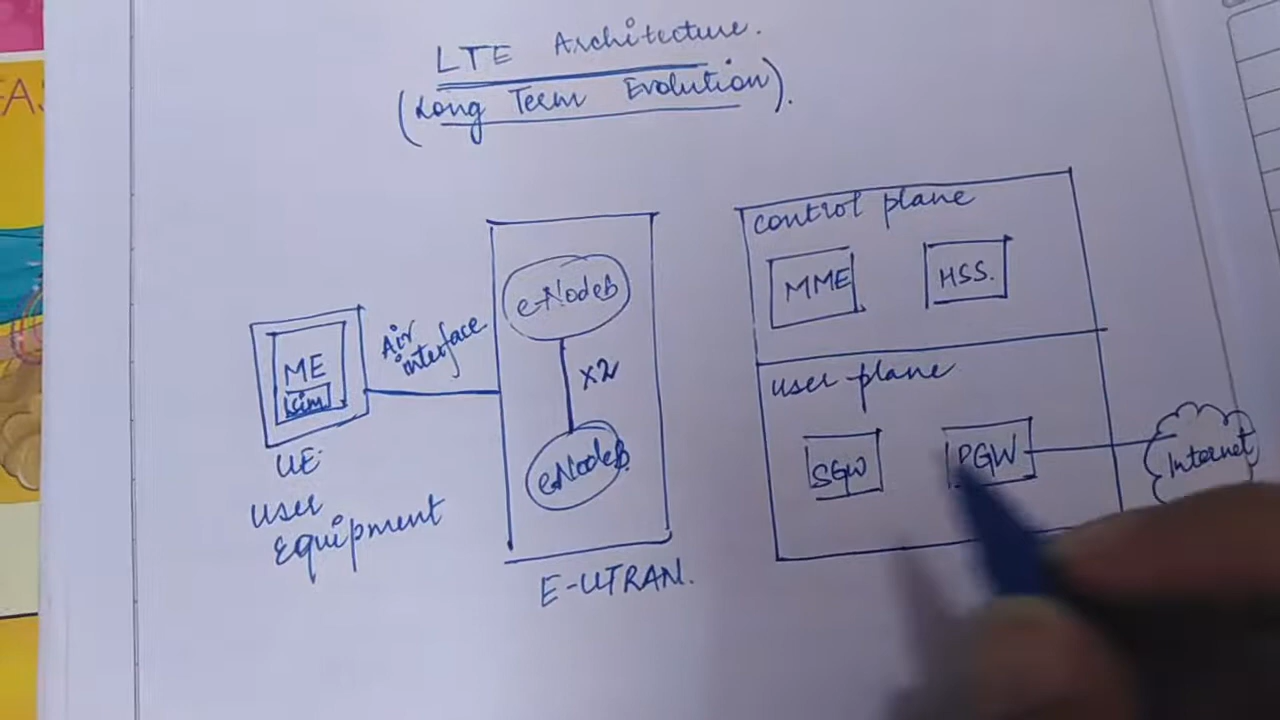 LTE Architecture.
(Long Term Evolution).
control plane
MME
HSS.
e-NodeB
Air
interface
X2
ME
sim
user plane
eNodeB
SGW
PGW
Internet
UE
user
equipment
E-UTRAN.